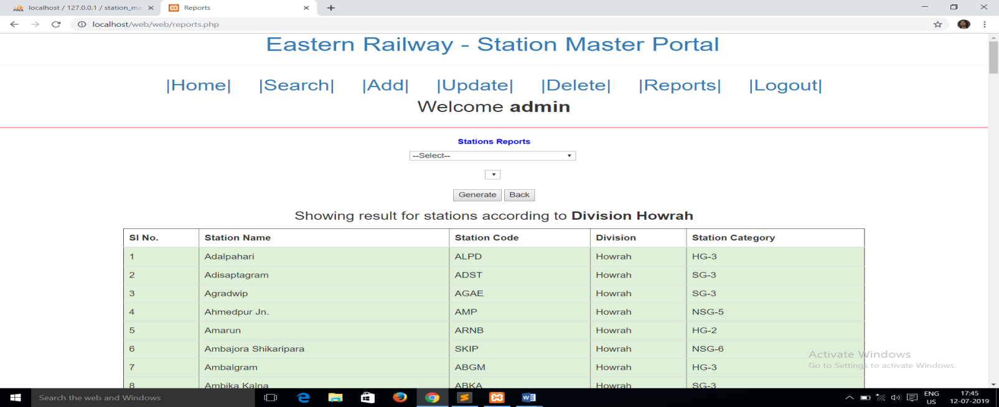 localhost / 127.0.0.1 / station_ma
Reports
localhost/web/web/reports.php
Eastern Railway - Station Master Portal
|Home| |Search| |Add| |Update| |Delete| |Reports| |Logout|
Welcome admin
Stations Reports
--Select--
Generate Back
Showing result for stations according to Division Howrah
Sl No. Station Name Station Code Division Station Category
1 Adalpahari ALPD Howrah HG-3
2 Adisaptagram ADST Howrah SG-3
3 Agradwip AGAE Howrah SG-3
4 Ahmedpur Jn. AMP Howrah NSG-5
5 Amarun ARNB Howrah HG-2
6 Ambajora Shikaripara SKIP Howrah NSG-6
7 Ambalgram ABGM Howrah HG-3
8 Ambika Kalna ABKA Howrah SG-3
Activate Windows
Go to Settings to activate Windows.
Search the web and Windows
ENG 17:45
US 12-07-2019